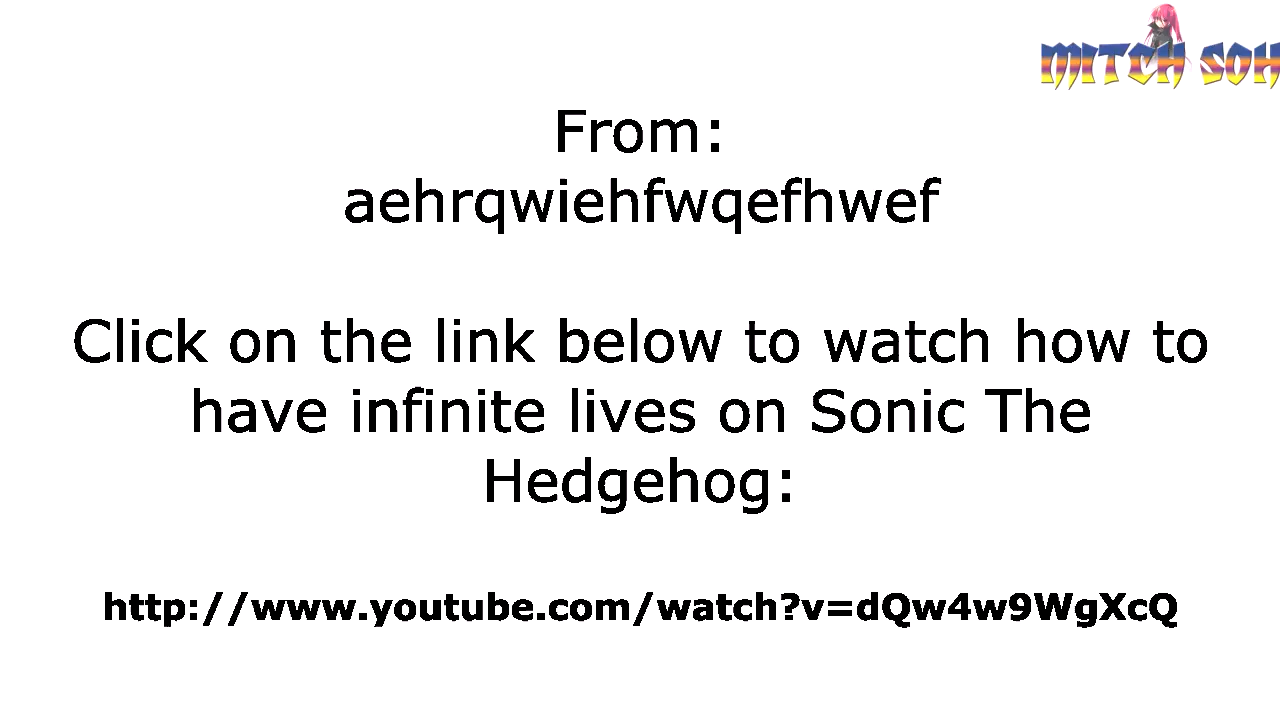 MITCH SOH
From:
aehrqwiehfwqefhwef
Click on the link below to watch how to
have infinite lives on Sonic The
Hedgehog:
http://www.youtube.com/watch?v=dQw4w9WgXcQ